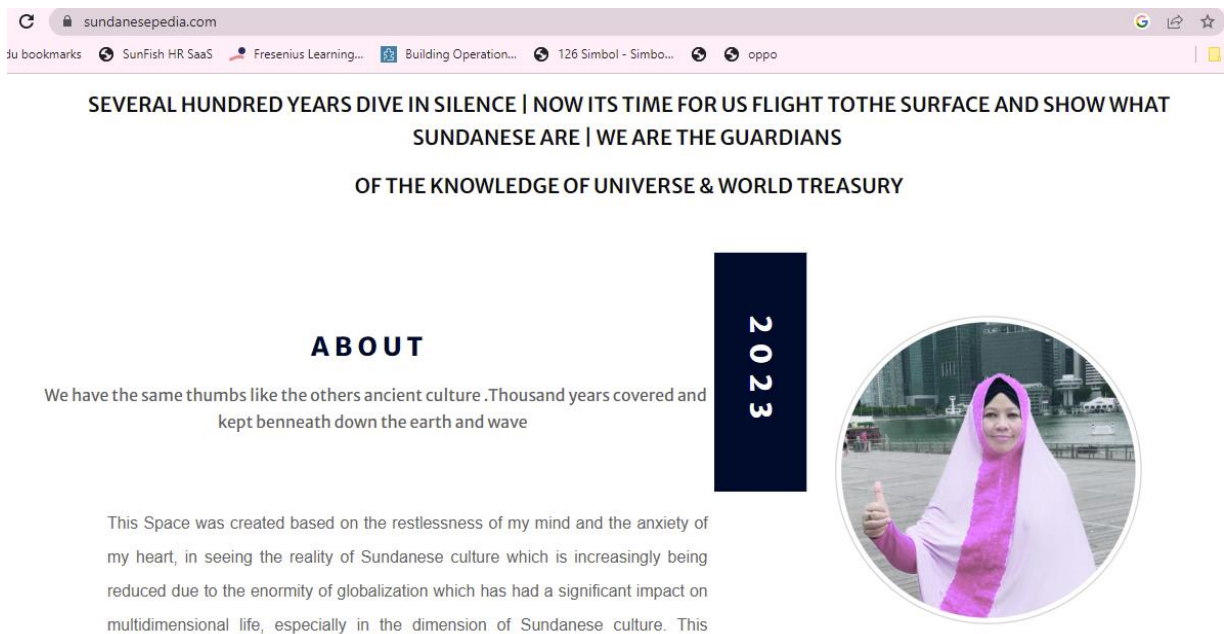 sundanesepedia.com
du bookmarks SunFish HR SaaS Fresenius Learning... Building Operation... 126 Simbol - Simbo... oppo
SEVERAL HUNDRED YEARS DIVE IN SILENCE | NOW ITS TIME FOR US FLIGHT TOTHE SURFACE AND SHOW WHAT
SUNDANESE ARE | WE ARE THE GUARDIANS
OF THE KNOWLEDGE OF UNIVERSE & WORLD TREASURY
ABOUT
We have the same thumbs like the others ancient culture .Thousand years covered and
kept benneath down the earth and wave
This Space was created based on the restlessness of my mind and the anxiety of
my heart, in seeing the reality of Sundanese culture which is increasingly being
reduced due to the enormity of globalization which has had a significant impact on
multidimensional life, especially in the dimension of Sundanese culture. This
2023